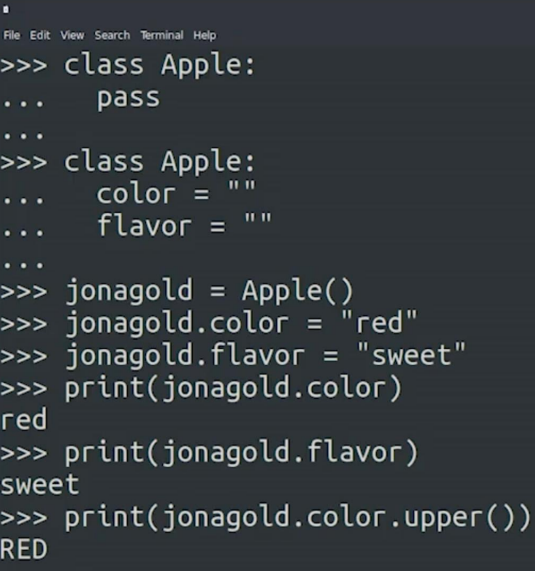 File Edit View Search Terminal Help
>>> class Apple:
...   pass
...
>>> class Apple:
...   color = ""
...   flavor = ""
...
>>> jonagold = Apple()
>>> jonagold.color = "red"
>>> jonagold.flavor = "sweet"
>>> print(jonagold.color)
red
>>> print(jonagold.flavor)
sweet
>>> print(jonagold.color.upper())
RED